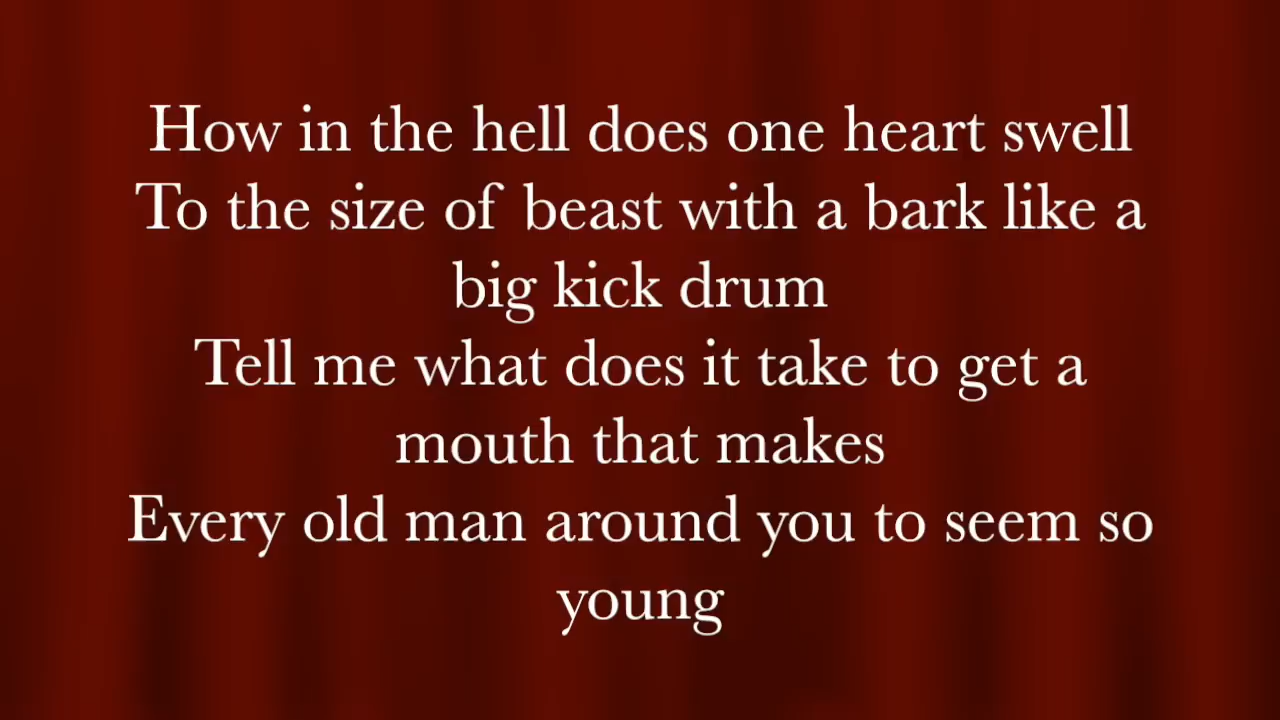 How in the hell does one heart swell
To the size of beast with a bark like a
big kick drum
Tell me what does it take to get a
mouth that makes
Every old man around you to seem so
young